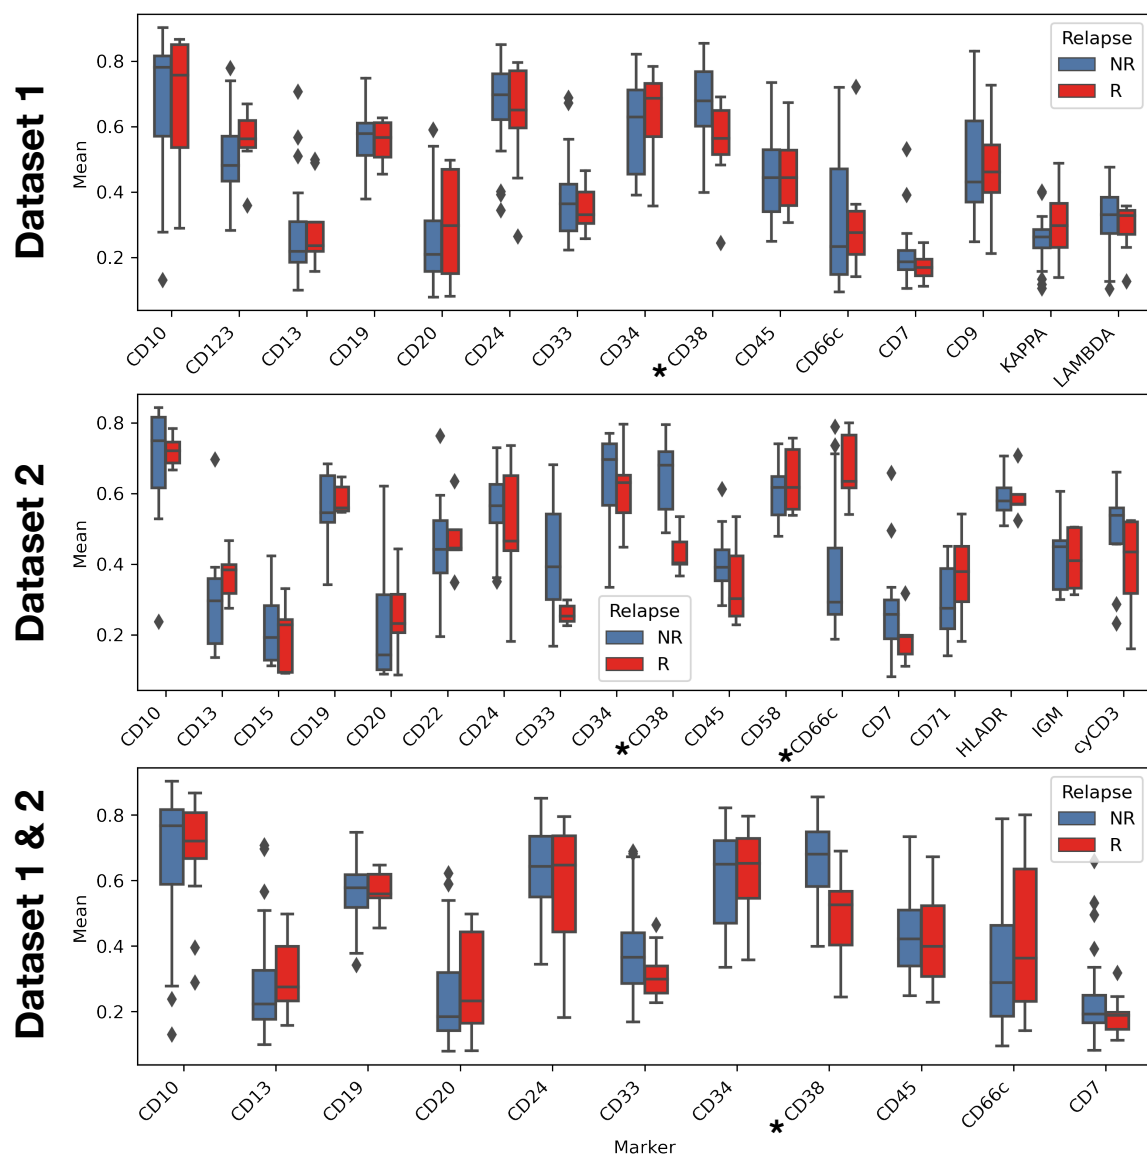 Dataset 1
Mean
0.8
0.6
0.4
0.2
Relapse
NR
R
CD10 CD123 CD13 CD19 CD20 CD24 CD33 CD34 * CD38 CD45 CD66c CD7 CD9 KAPPA LAMBDA
Dataset 2
Mean
0.8
0.6
0.4
0.2
Relapse
NR
R
CD10 CD13 CD15 CD19 CD20 CD22 CD24 CD33 CD34 * CD38 CD45 CD58 * CD66c CD7 CD71 HLADR IGM cyCD3
Dataset 1 & 2
Mean
0.8
0.6
0.4
0.2
Relapse
NR
R
CD10 CD13 CD19 CD20 CD24 CD33 CD34 * CD38 CD45 CD66c CD7
Marker